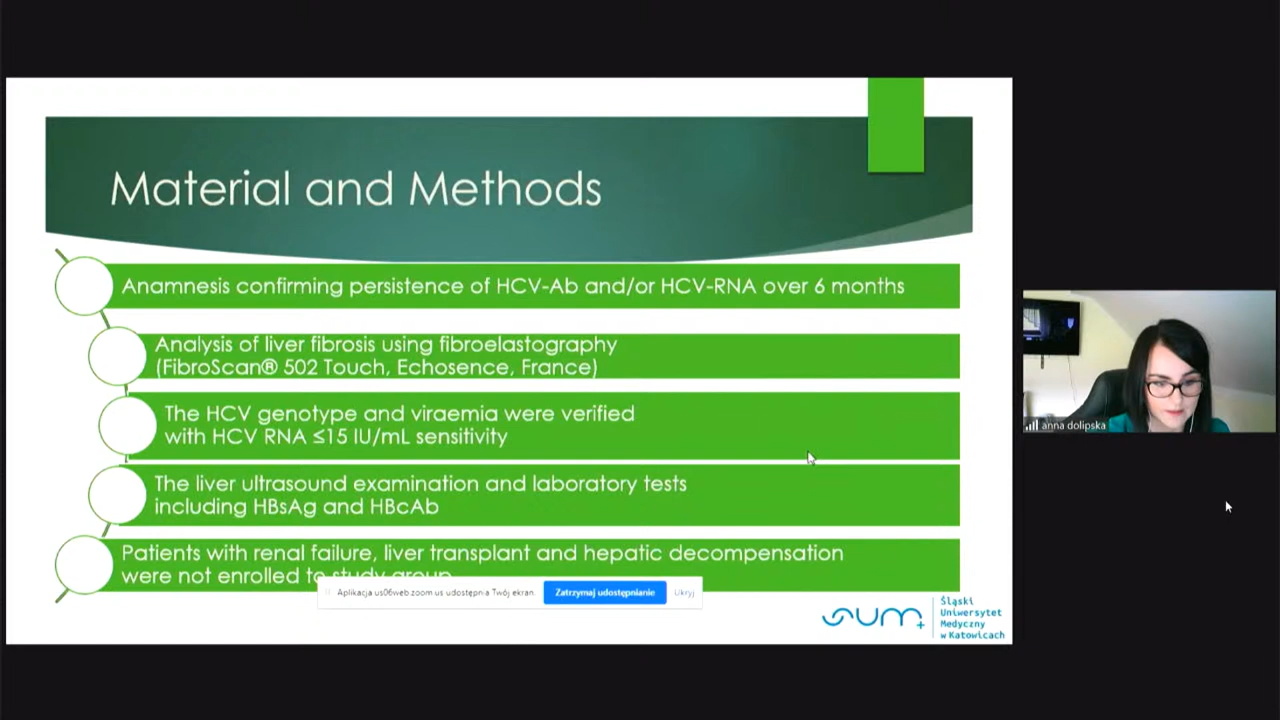 Material and Methods
Anamnesis confirming persistence of HCV-Ab and/or HCV-RNA over 6 months
Analysis of liver fibrosis using fibroelastography
(FibroScan® 502 Touch, Echosence, France)
The HCV genotype and viraemia were verified
with HCV RNA ≤15 IU/mL sensitivity
The liver ultrasound examination and laboratory tests
including HBsAg and HBcAb
Patients with renal failure, liver transplant and hepatic decompensation
were not enrolled to study group
Aplikacja us06web.zoom.us udostępnia Twój ekran.
Zatrzymaj udostępnianie
Ukryj
sum
Śląski
Uniwersytet
Medyczny
w Katowicach
anna dolipska